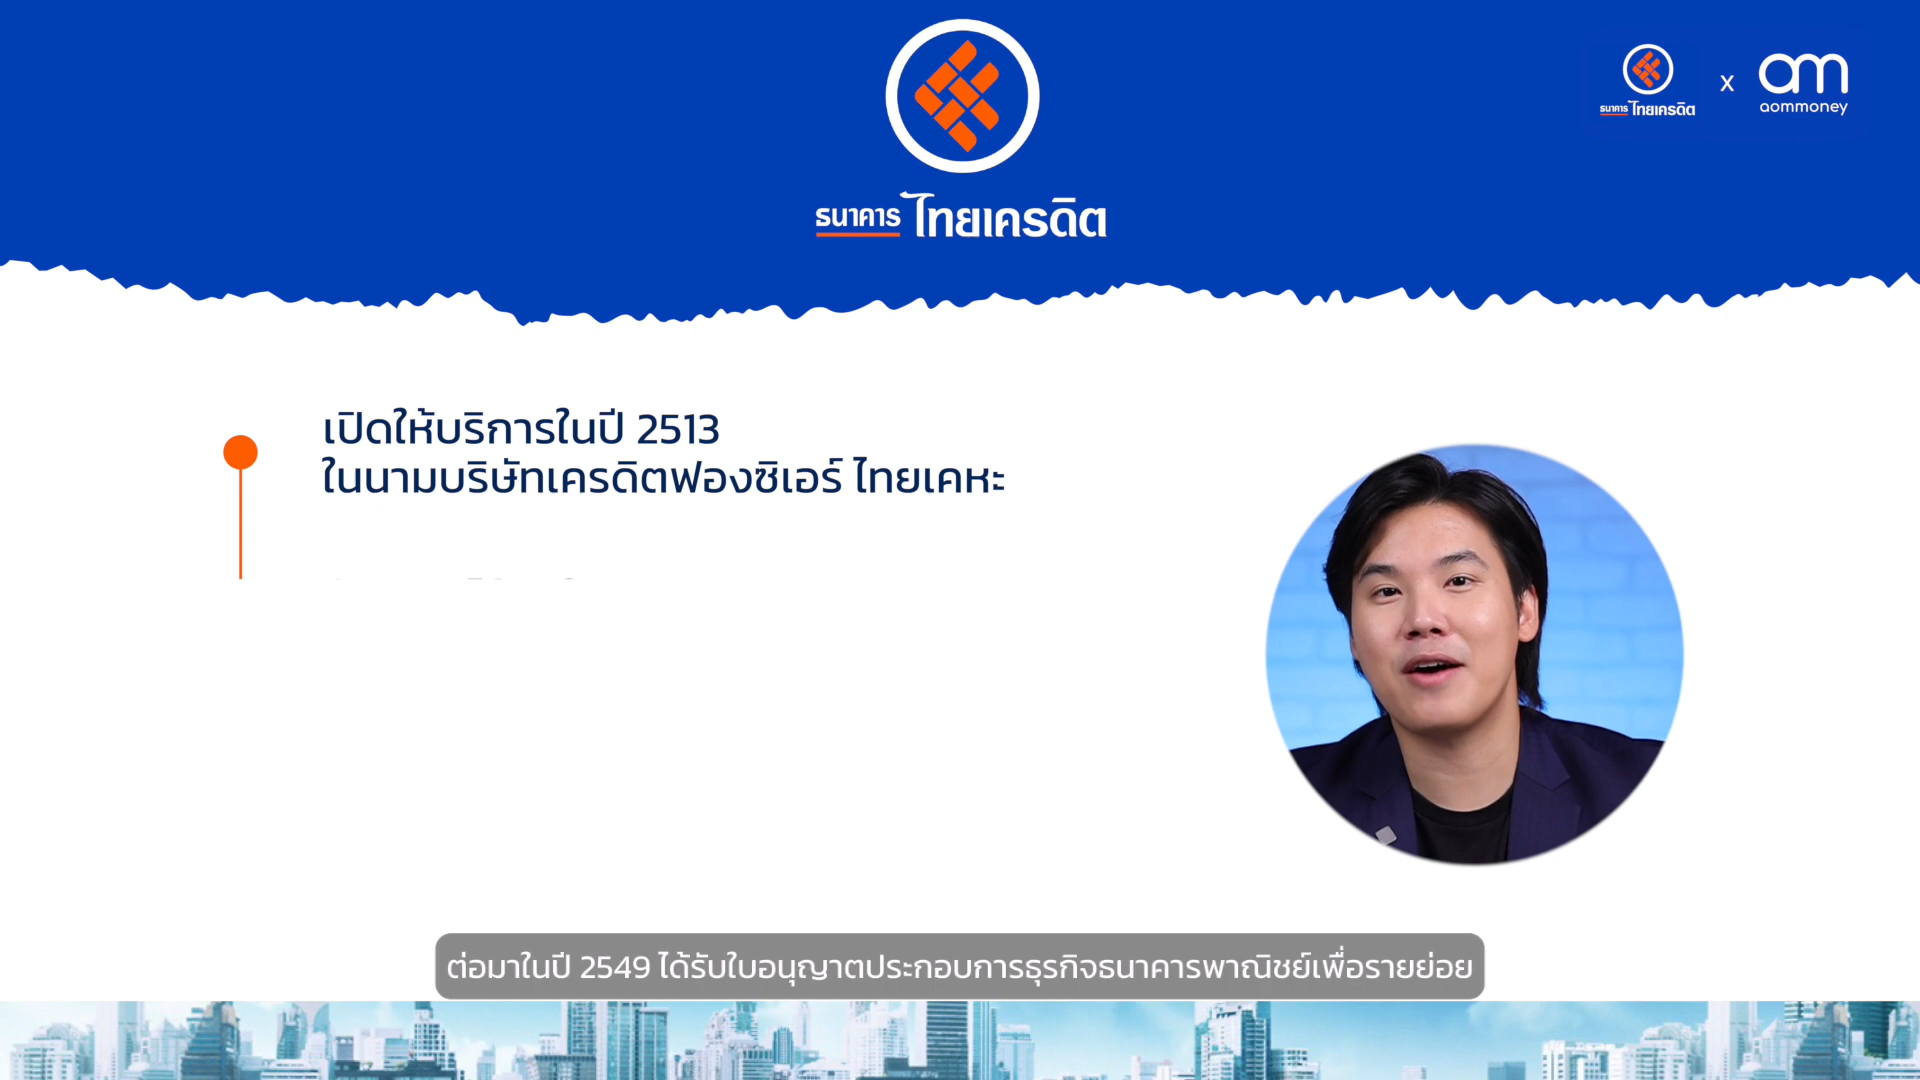 ธนาคาร ไทยเครดิต
ธนาคาร ไทยเครดิต x am aommoney
เปิดให้บริการในปี 2513
ในนามบริษัทเครดิตฟองซิเอร์ ไทยเคหะ
ต่อมาในปี 2549 ได้รับใบอนุญาตประกอบการธุรกิจธนาคารพาณิชย์เพื่อรายย่อย